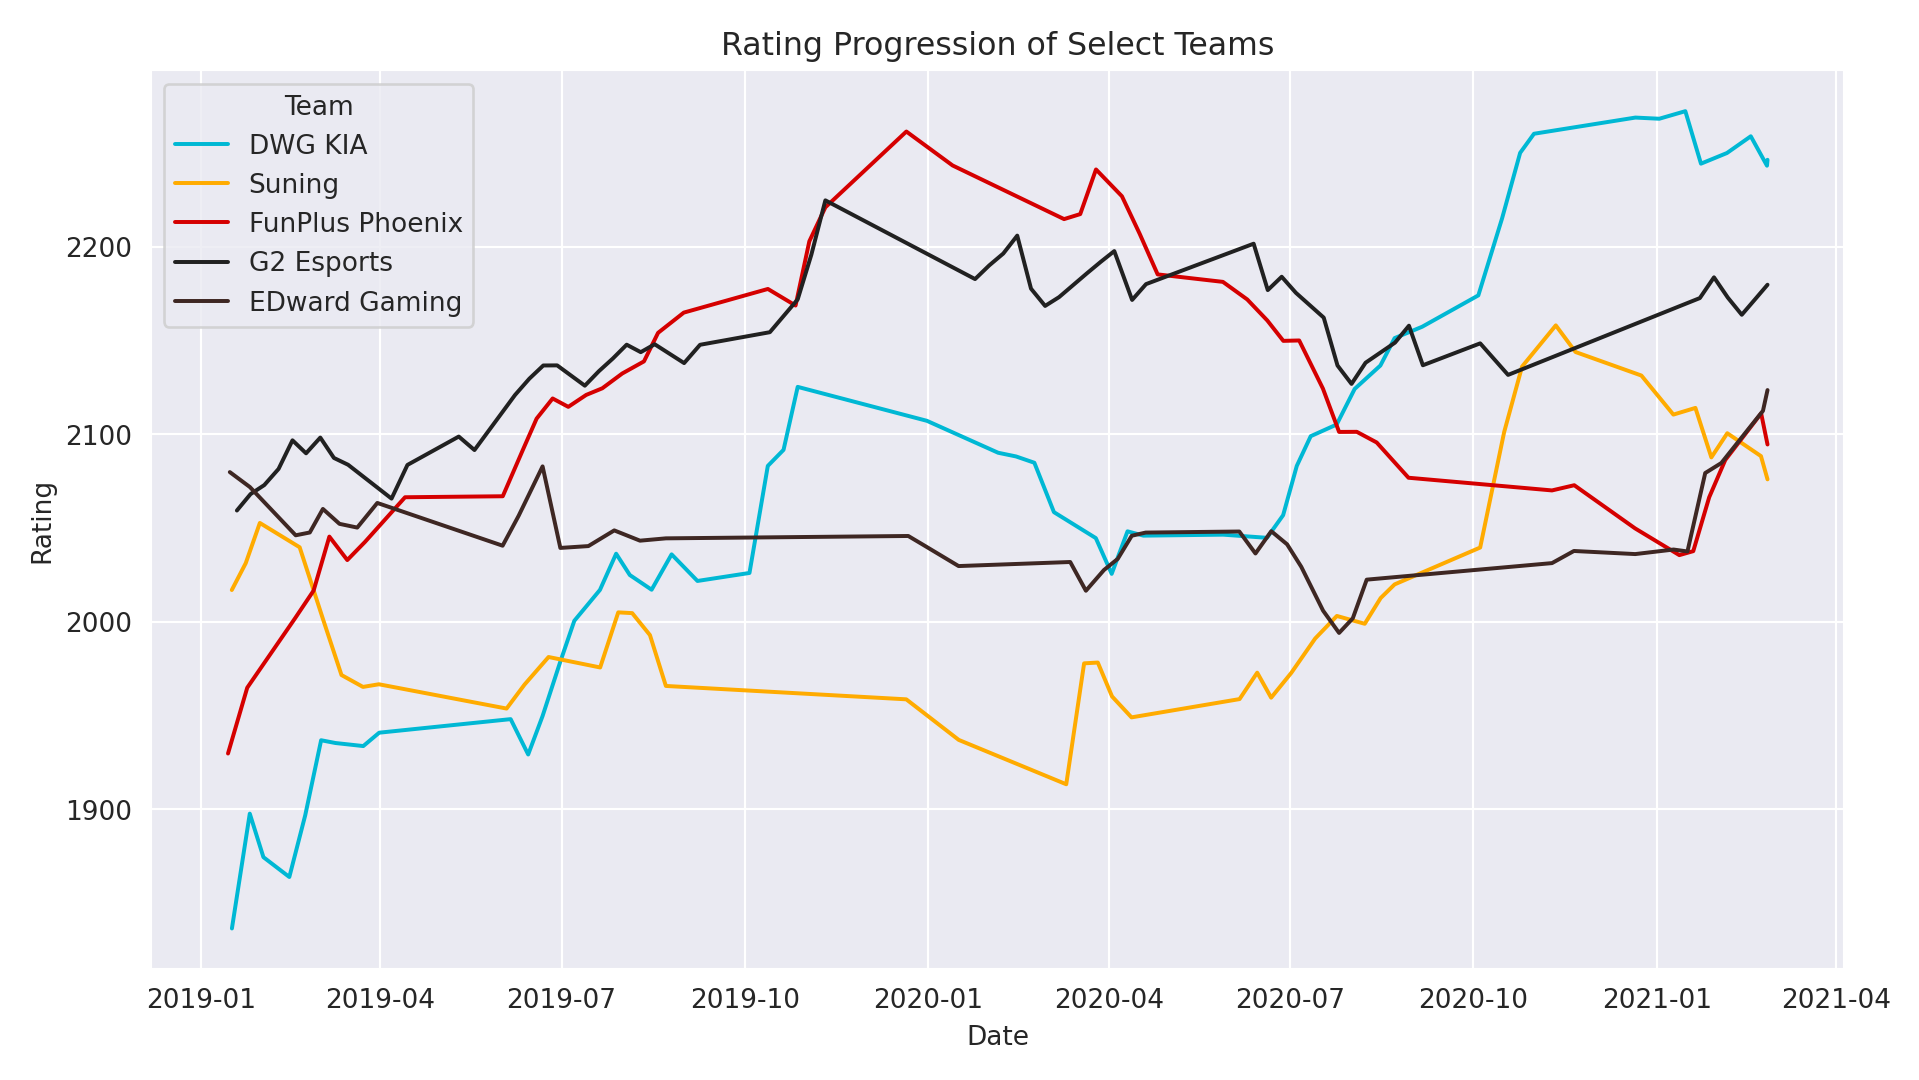 Rating Progression of Select Teams
Team
DWG KIA
Suning
FunPlus Phoenix
G2 Esports
EDward Gaming
2200
2100
2000
1900
Rating
2019-01 2019-04 2019-07 2019-10 2020-01 2020-04 2020-07 2020-10 2021-01 2021-04
Date